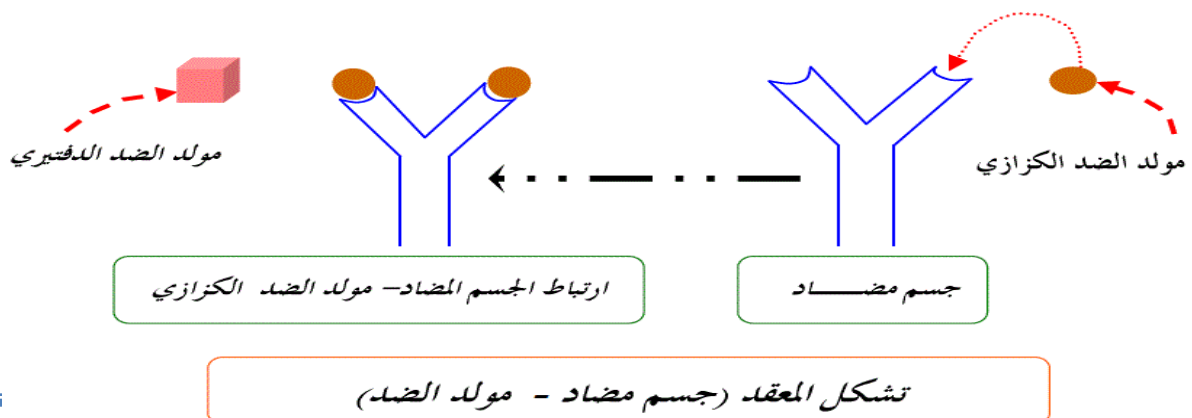 مولد الضد الكزازي
مولد الضد الدفتيري
جسم مضـــــاد
ارتباط الجسم المضاد– مولد الضد الكزازي
تشكل المعقد (جسم مضاد - مولد الضد)